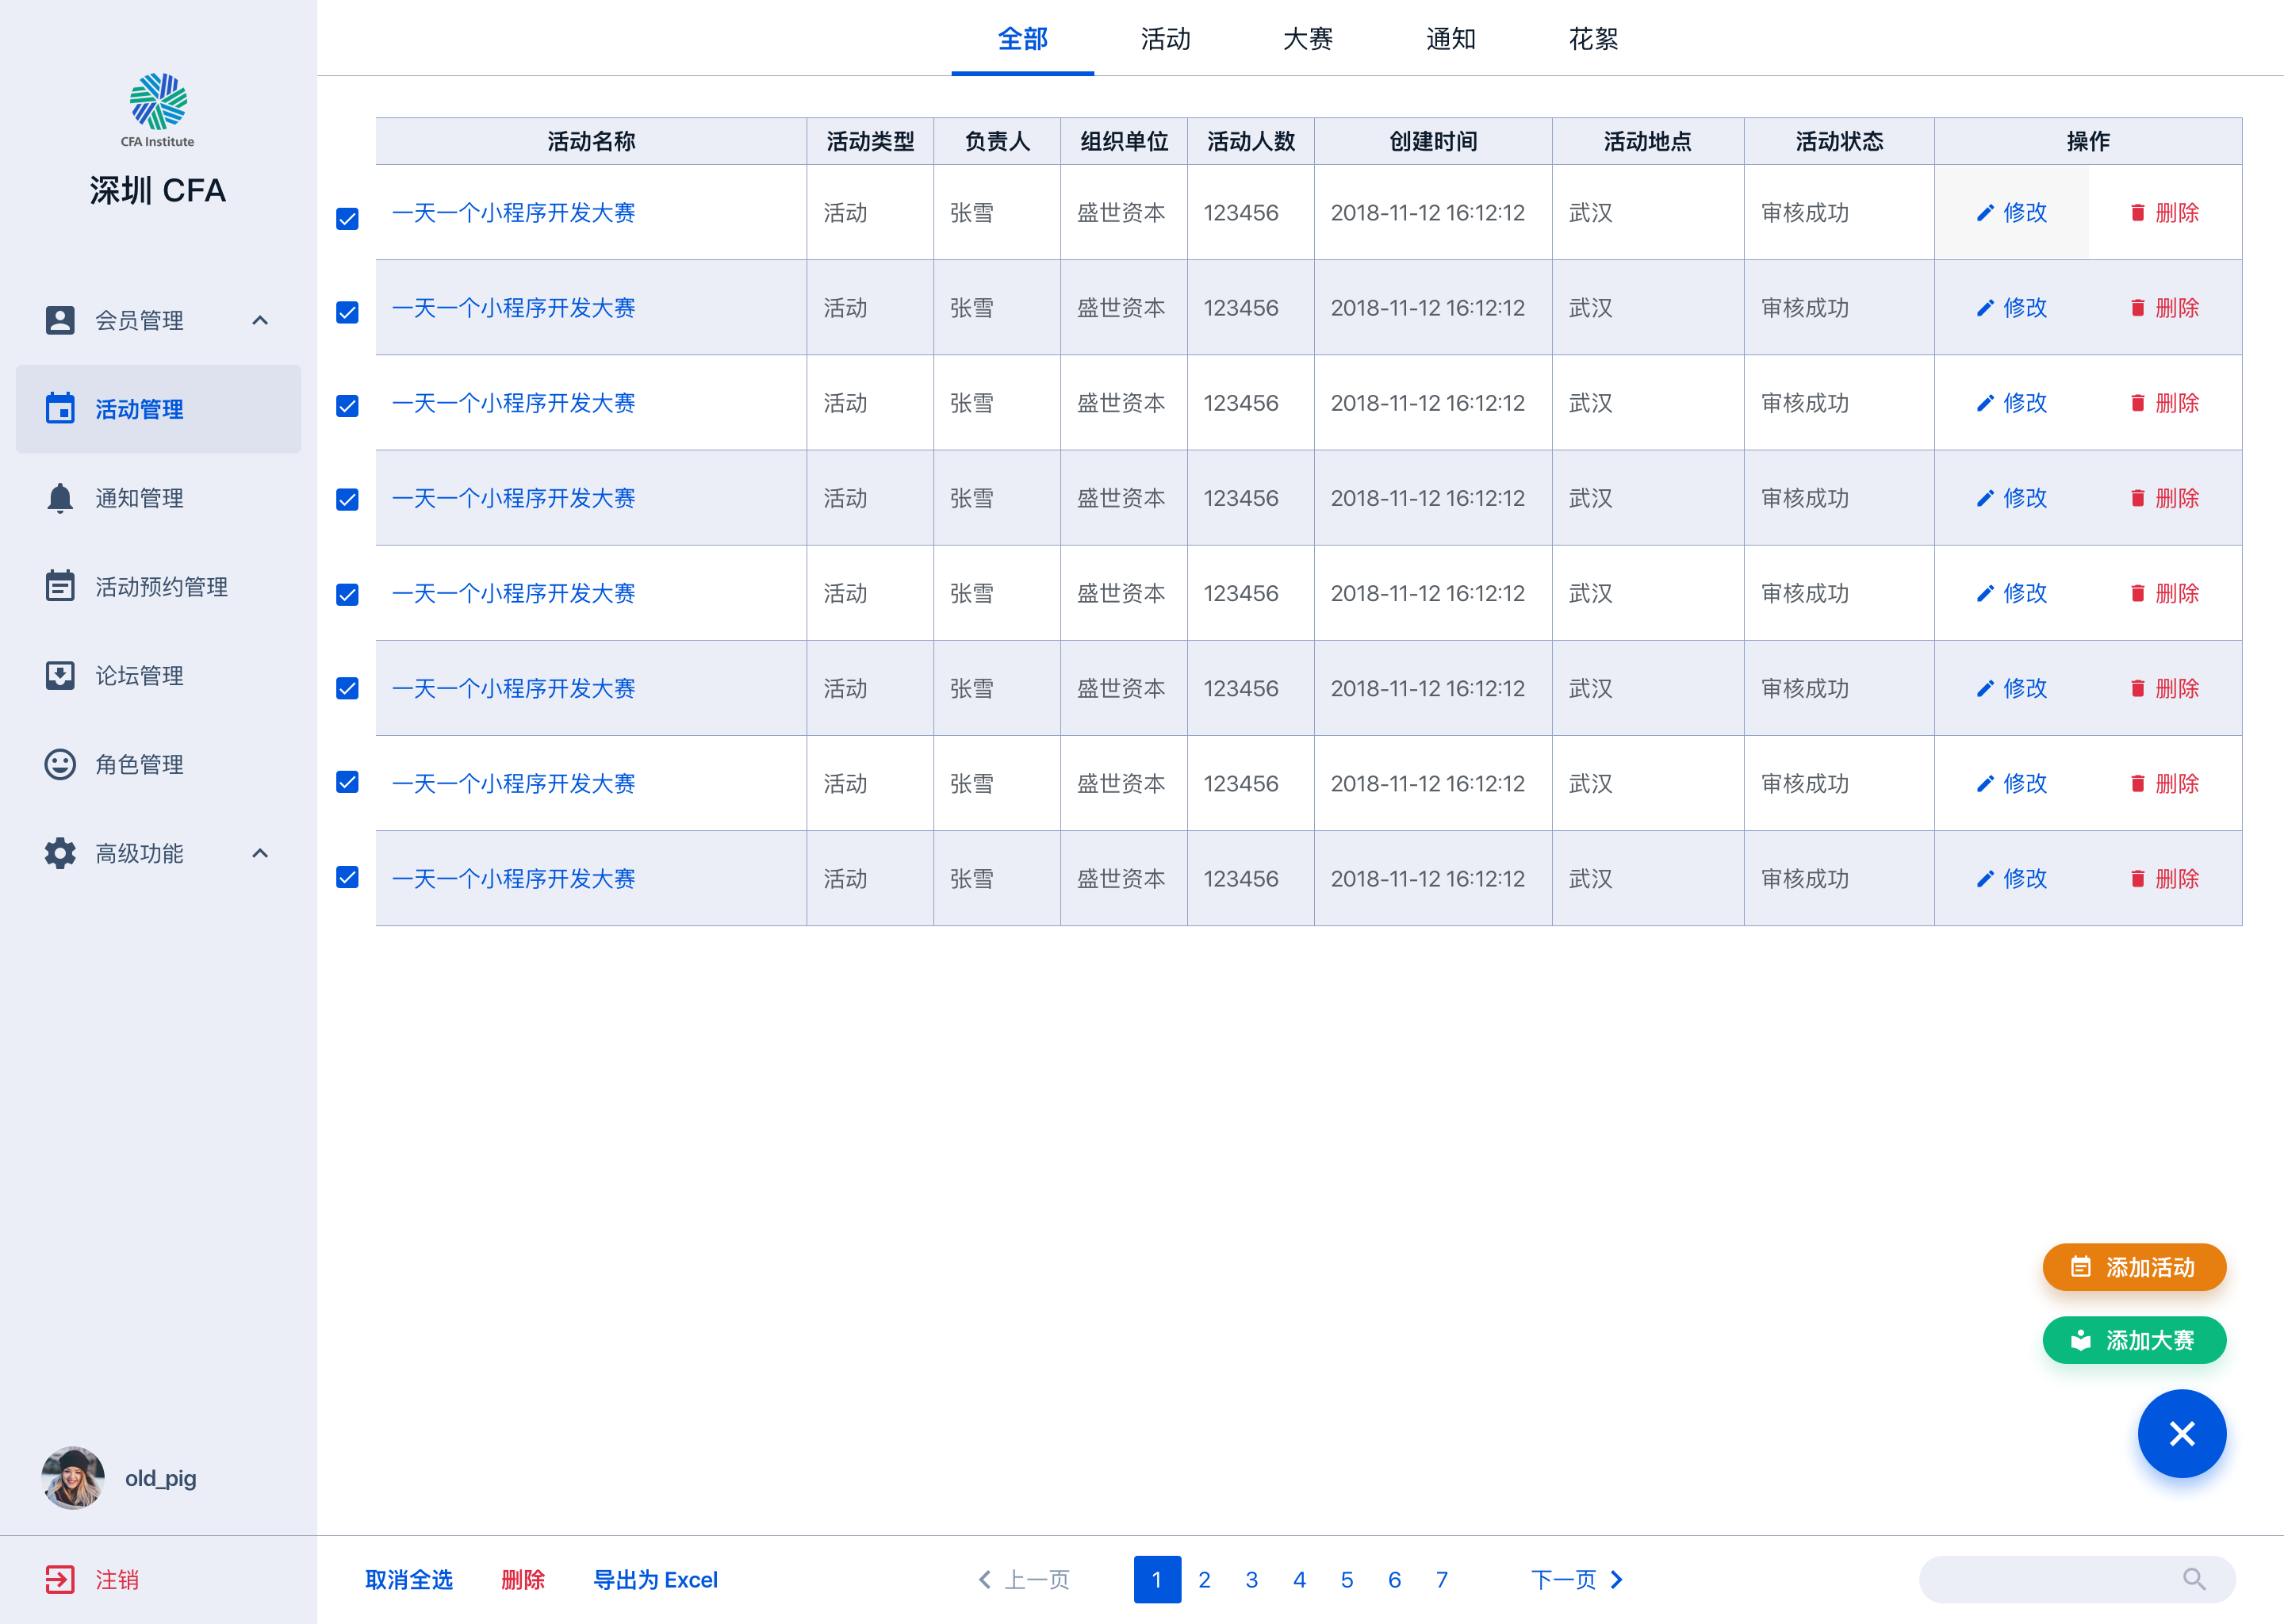 CFA Institute
深圳 CFA
会员管理
活动管理
通知管理
活动预约管理
论坛管理
角色管理
高级功能
old_pig
注销
全部 活动 大赛 通知 花絮
活动名称 活动类型 负责人 组织单位 活动人数 创建时间 活动地点 活动状态 操作
一天一个小程序开发大赛 活动 张雪 盛世资本 123456 2018-11-12 16:12:12 武汉 审核成功 修改 删除
一天一个小程序开发大赛 活动 张雪 盛世资本 123456 2018-11-12 16:12:12 武汉 审核成功 修改 删除
一天一个小程序开发大赛 活动 张雪 盛世资本 123456 2018-11-12 16:12:12 武汉 审核成功 修改 删除
一天一个小程序开发大赛 活动 张雪 盛世资本 123456 2018-11-12 16:12:12 武汉 审核成功 修改 删除
一天一个小程序开发大赛 活动 张雪 盛世资本 123456 2018-11-12 16:12:12 武汉 审核成功 修改 删除
一天一个小程序开发大赛 活动 张雪 盛世资本 123456 2018-11-12 16:12:12 武汉 审核成功 修改 删除
一天一个小程序开发大赛 活动 张雪 盛世资本 123456 2018-11-12 16:12:12 武汉 审核成功 修改 删除
一天一个小程序开发大赛 活动 张雪 盛世资本 123456 2018-11-12 16:12:12 武汉 审核成功 修改 删除
添加活动
添加大赛
取消全选 删除 导出为 Excel 上一页 1 2 3 4 5 6 7 下一页